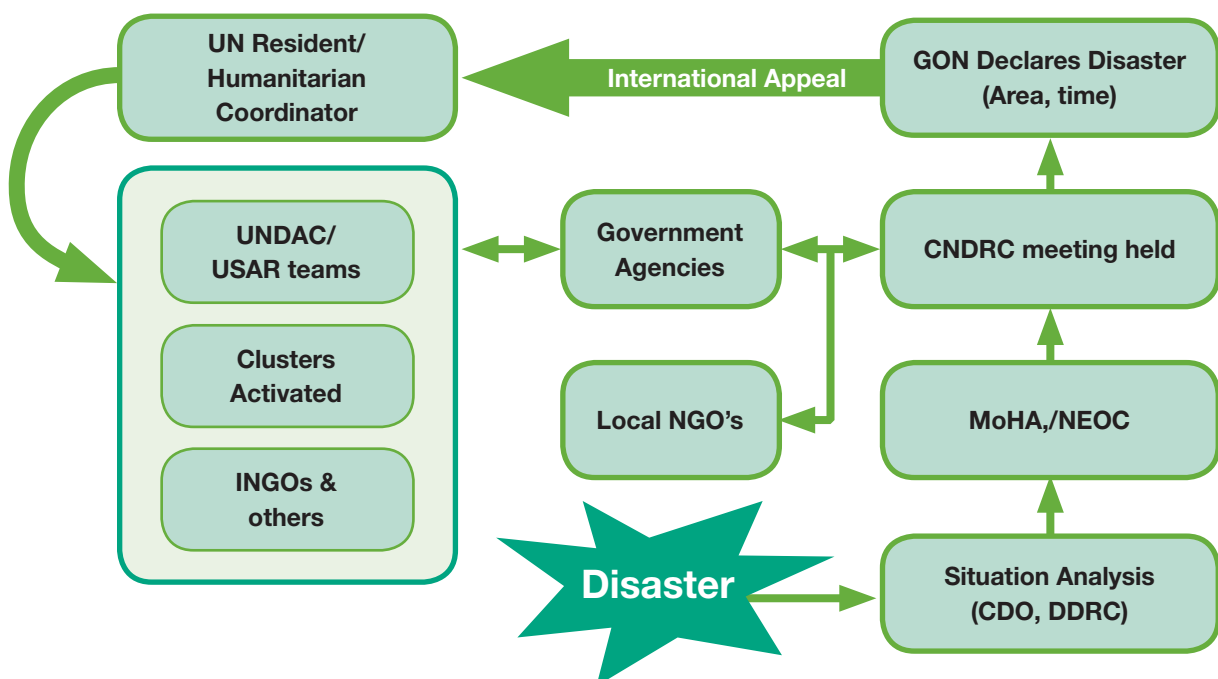 UN Resident/
Humanitarian
Coordinator
International Appeal
GON Declares Disaster
(Area, time)
UNDAC/
USAR teams
Government
Agencies
CNDRC meeting held
Clusters
Activated
Local NGO’s
MoHA,/NEOC
INGOs &
others
Disaster
Situation Analysis
(CDO, DDRC)